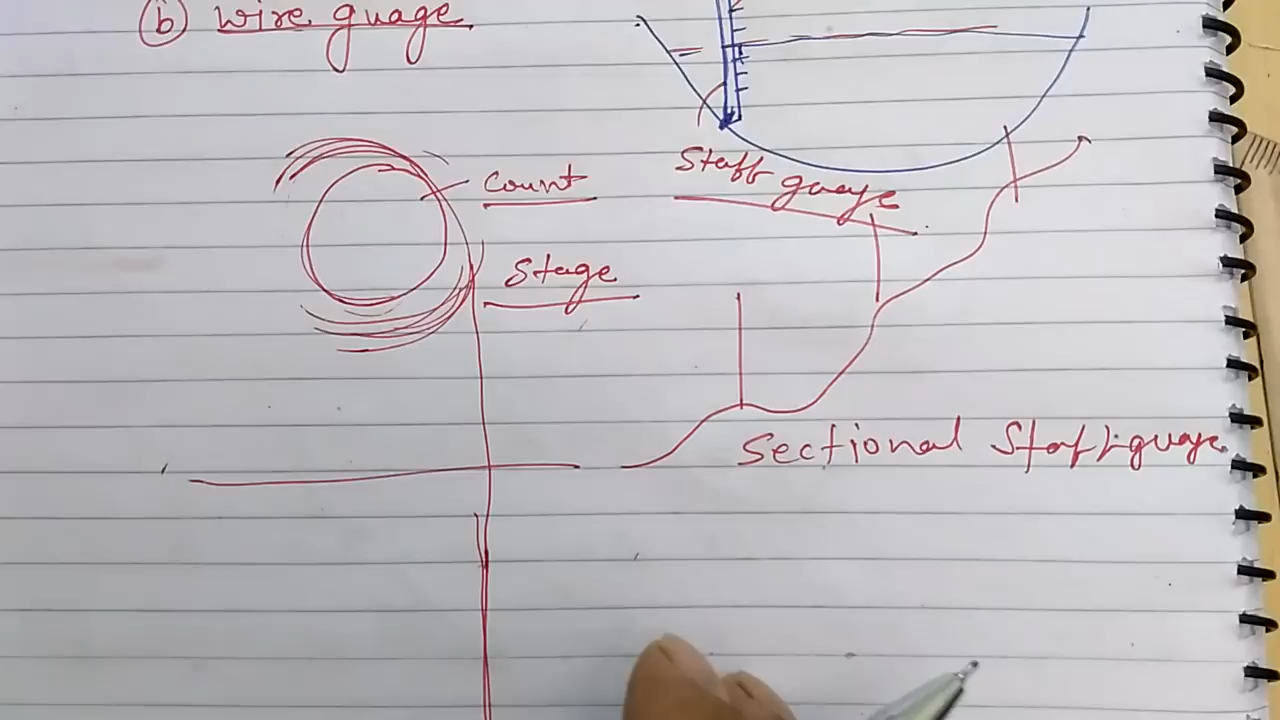 (b) wire guage
Count
Staff guage
Stage
Sectional Staff guage